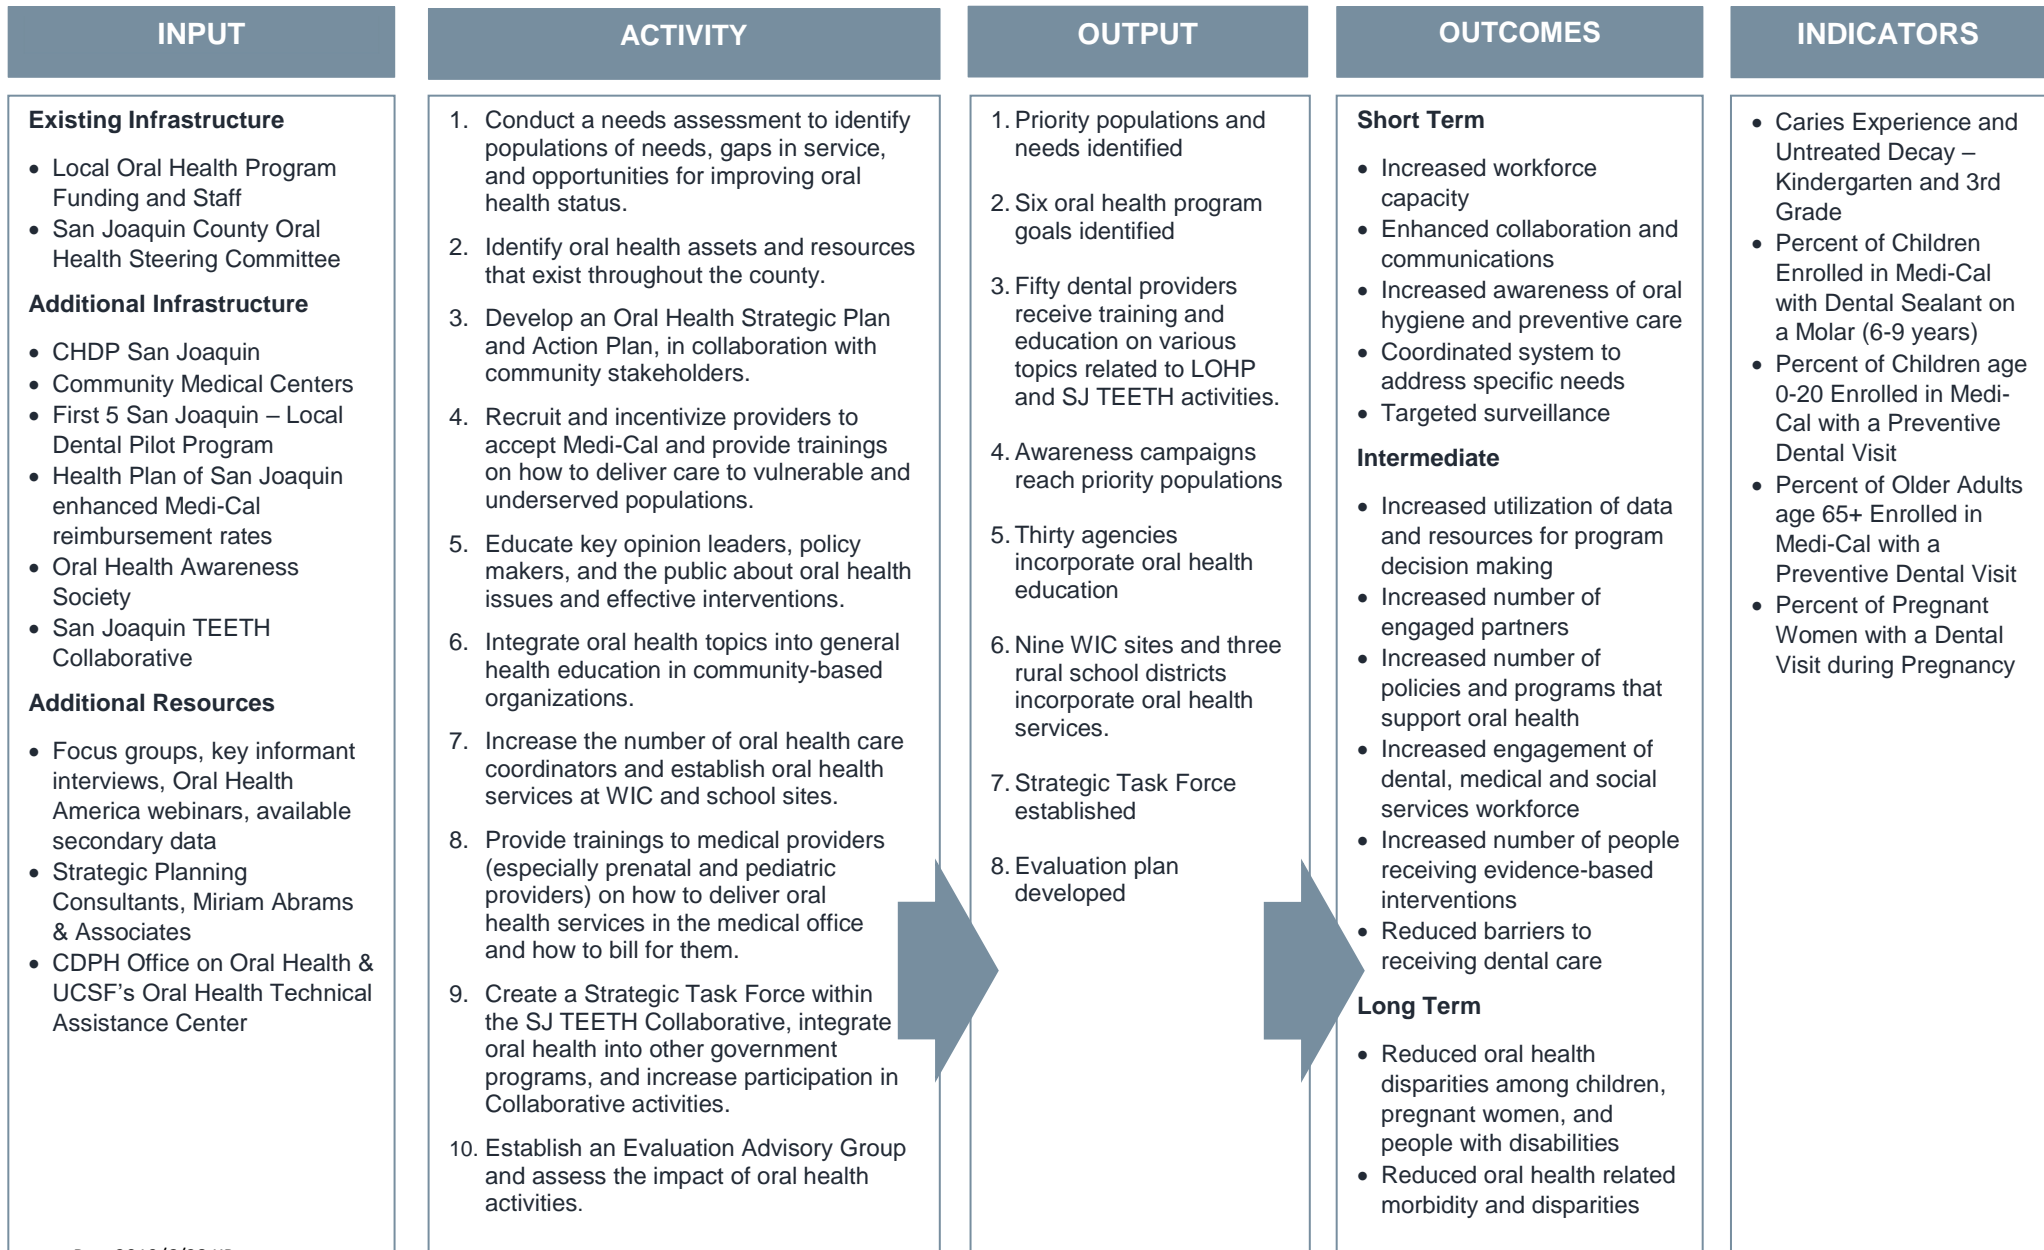 INPUT
Existing Infrastructure
• Local Oral Health Program
Funding and Staff
• San Joaquin County Oral
Health Steering Committee
Additional Infrastructure
• CHDP San Joaquin
• Community Medical Centers
• First 5 San Joaquin – Local
Dental Pilot Program
• Health Plan of San Joaquin
enhanced Medi-Cal
reimbursement rates
• Oral Health Awareness
Society
• San Joaquin TEETH
Collaborative
Additional Resources
• Focus groups, key informant
interviews, Oral Health
America webinars, available
secondary data
• Strategic Planning
Consultants, Miriam Abrams
& Associates
• CDPH Office on Oral Health &
UCSF's Oral Health Technical
Assistance Center
ACTIVITY
1. Conduct a needs assessment to identify
populations of needs, gaps in service,
and opportunities for improving oral
health status.
2. Identify oral health assets and resources
that exist throughout the county.
3. Develop an Oral Health Strategic Plan
and Action Plan, in collaboration with
community stakeholders.
4. Recruit and incentivize providers to
accept Medi-Cal and provide trainings
on how to deliver care to vulnerable and
underserved populations.
5. Educate key opinion leaders, policy
makers, and the public about oral health
issues and effective interventions.
6. Integrate oral health topics into general
health education in community-based
organizations.
7. Increase the number of oral health care
coordinators and establish oral health
services at WIC and school sites.
8. Provide trainings to medical providers
(especially prenatal and pediatric
providers) on how to deliver oral
health services in the medical office
and how to bill for them.
9. Create a Strategic Task Force within
the SJ TEETH Collaborative, integrate
oral health into other government
programs, and increase participation in
Collaborative activities.
10. Establish an Evaluation Advisory Group
and assess the impact of oral health
activities.
OUTPUT
1. Priority populations and
needs identified
2. Six oral health program
goals identified
3. Fifty dental providers
receive training and
education on various
topics related to LOHP
and SJ TEETH activities.
4. Awareness campaigns
reach priority populations
5. Thirty agencies
incorporate oral health
education
6. Nine WIC sites and three
rural school districts
incorporate oral health
services.
7. Strategic Task Force
established
8. Evaluation plan
developed
OUTCOMES
Short Term
• Increased workforce
capacity
• Enhanced collaboration and
communications
• Increased awareness of oral
hygiene and preventive care
• Coordinated system to
address specific needs
• Targeted surveillance
Intermediate
• Increased utilization of data
and resources for program
decision making
• Increased number of
engaged partners
• Increased number of
policies and programs that
support oral health
• Increased engagement of
dental, medical and social
services workforce
• Increased number of people
receiving evidence-based
interventions
• Reduced barriers to
receiving dental care
Long Term
• Reduced oral health
disparities among children,
pregnant women, and
people with disabilities
• Reduced oral health related
morbidity and disparities
INDICATORS
• Caries Experience and
Untreated Decay –
Kindergarten and 3rd
Grade
• Percent of Children
Enrolled in Medi-Cal
with Dental Sealant on
a Molar (6-9 years)
• Percent of Children age
0-20 Enrolled in Medi-
Cal with a Preventive
Dental Visit
• Percent of Older Adults
age 65+ Enrolled in
Medi-Cal with a
Preventive Dental Visit
• Percent of Pregnant
Women with a Dental
Visit during Pregnancy